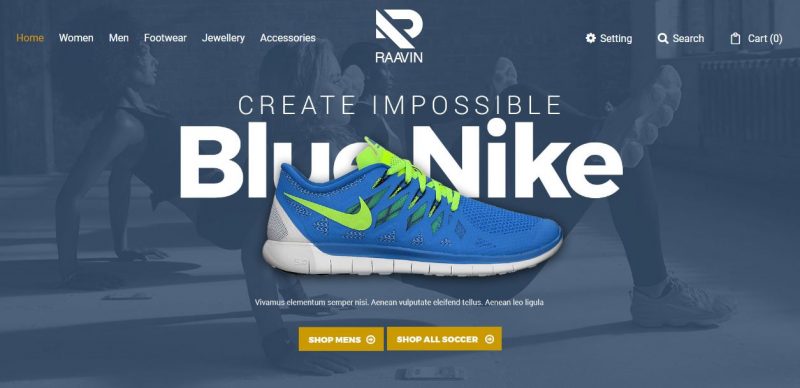 Home Women Men Footwear Jewellery Accessories
RAAVIN
Setting Search Cart (0)
CREATE IMPOSSIBLE
Blue Nike
Vivamus elementum semper nisi. Aenean vulputate eleifend tellus. Aenean leo ligula
SHOP MENS
SHOP ALL SOCCER